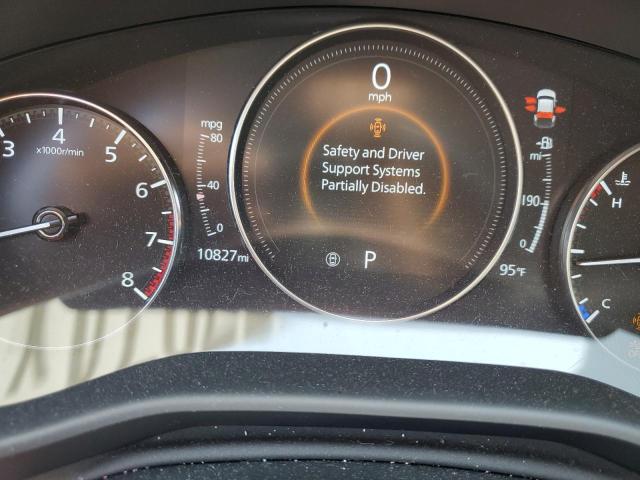 0
mph
Safety and Driver
Support Systems
Partially Disabled.
P
3 4 5 6 7 8
x1000r/min
mpg
80
40
0
10827mi
mi
190
0
95°F
H
C